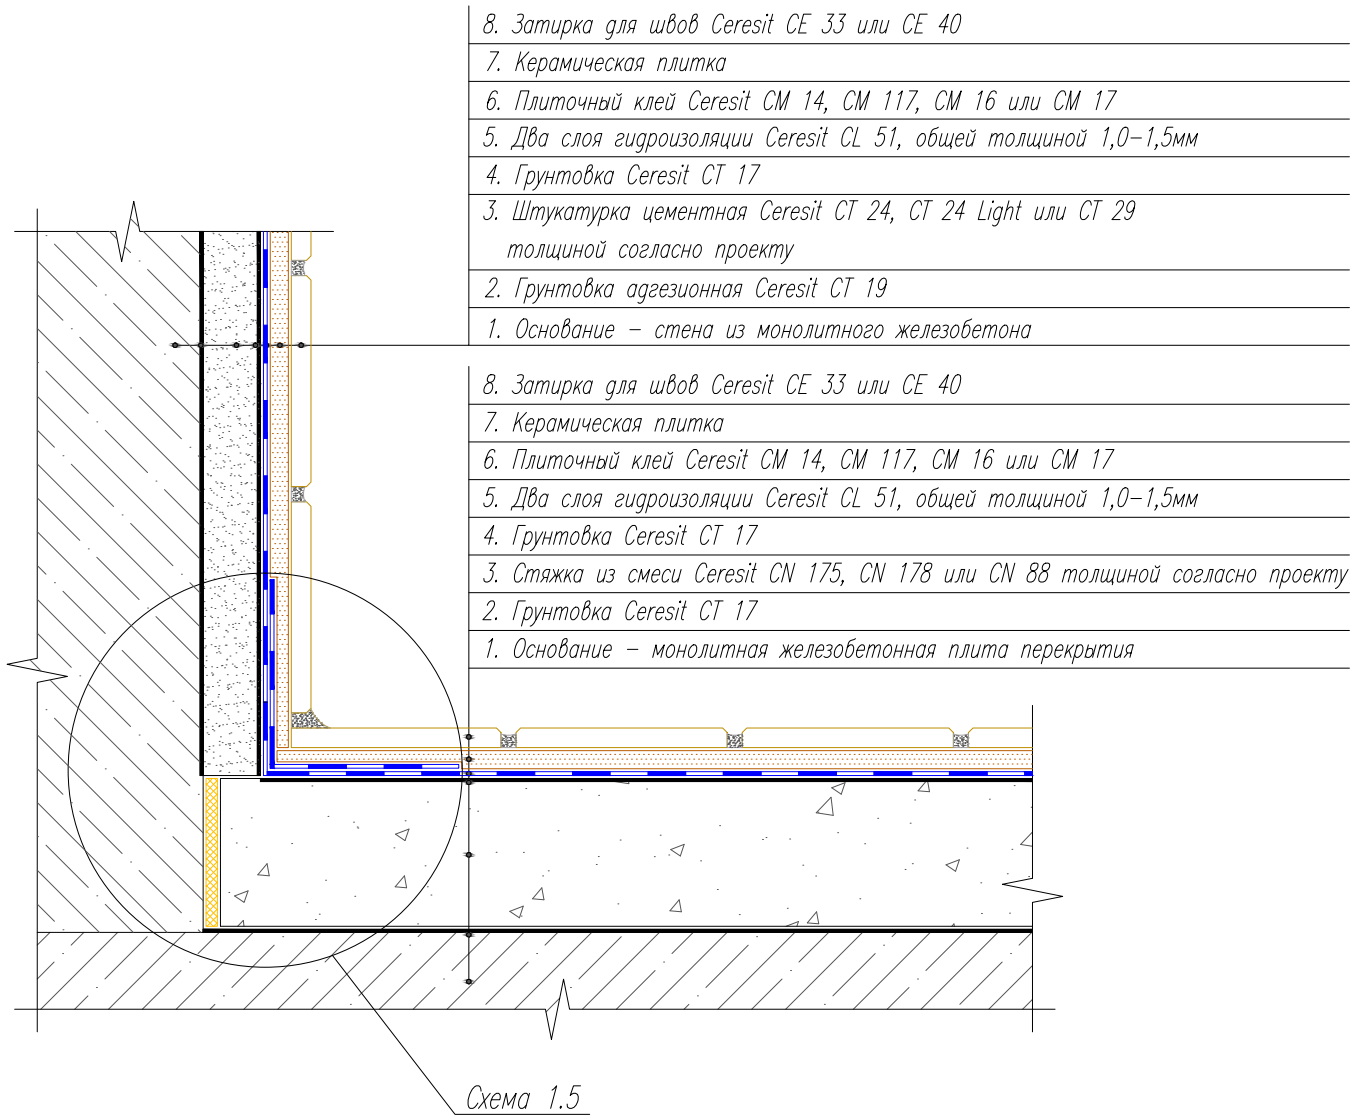 8. Затирка для швов Ceresit CE 33 или CE 40
7. Керамическая плитка
6. Плиточный клей Ceresit CM 14, CM 117, CM 16 или CM 17
5. Два слоя гидроизоляции Ceresit CL 51, общей толщиной 1,0-1,5мм
4. Грунтовка Ceresit CT 17
3. Штукатурка цементная Ceresit CT 24, CT 24 Light или CT 29
толщиной согласно проекту
2. Грунтовка адгезионная Ceresit CT 19
1. Основание – стена из монолитного железобетона
8. Затирка для швов Ceresit CE 33 или CE 40
7. Керамическая плитка
6. Плиточный клей Ceresit CM 14, CM 117, CM 16 или CM 17
5. Два слоя гидроизоляции Ceresit CL 51, общей толщиной 1,0-1,5мм
4. Грунтовка Ceresit CT 17
3. Стяжка из смеси Ceresit CN 175, CN 178 или CN 88 толщиной согласно проекту
2. Грунтовка Ceresit CT 17
1. Основание – монолитная железобетонная плита перекрытия
Схема 1.5